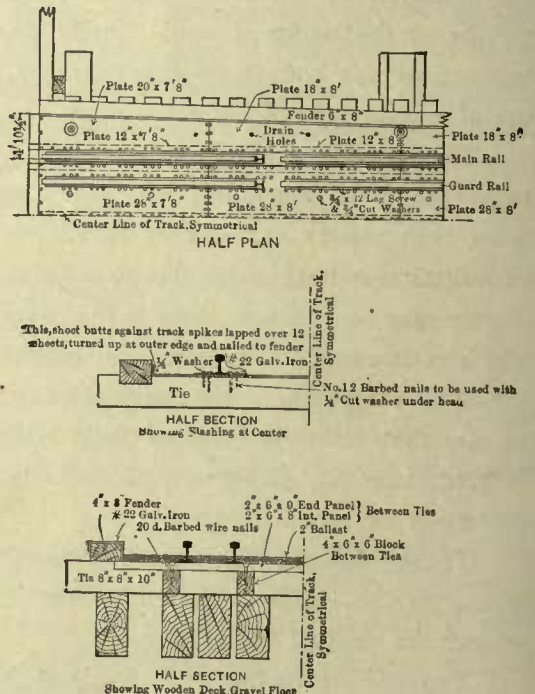 Plate 20" x 7' 8"
Plate 18" x 8'
Fender 6" x 8"
Plate 12" x 7' 8"
Drain
Holes
Plate 12" x 8'
Plate 18" x 8'
4' 10½"
Main Rail
Guard Rail
Plate 28" x 7' 8"
Plate 28" x 8'
¾ x 12 Lag Screw
& ¾" Cut Washers
Plate 28" x 8'
Center Line of Track, Symmetrical
HALF PLAN
This, sheet butts against track spikes lapped over 12
sheets, turned up at outer edge and nailed to fender
¼" Washer
# 22 Galv. Iron
Center Line of Track,
Symmetrical
Tie
No. 12 Barbed nails to be used with
¼" Cut washer under head
HALF SECTION
Showing Flashing at Center
4" x 8" Fender
# 22 Galv. Iron
20 d. Barbed wire nails
End Panel
2" x 6" x 8" Int. Panel
Between Ties
2" Ballast
4" x 6" x 6" Block
Between Ties
Tie 8" x 8" x 10"
Center Line of Track,
Symmetrical
HALF SECTION
Showing Wooden Deck, Gravel Floor